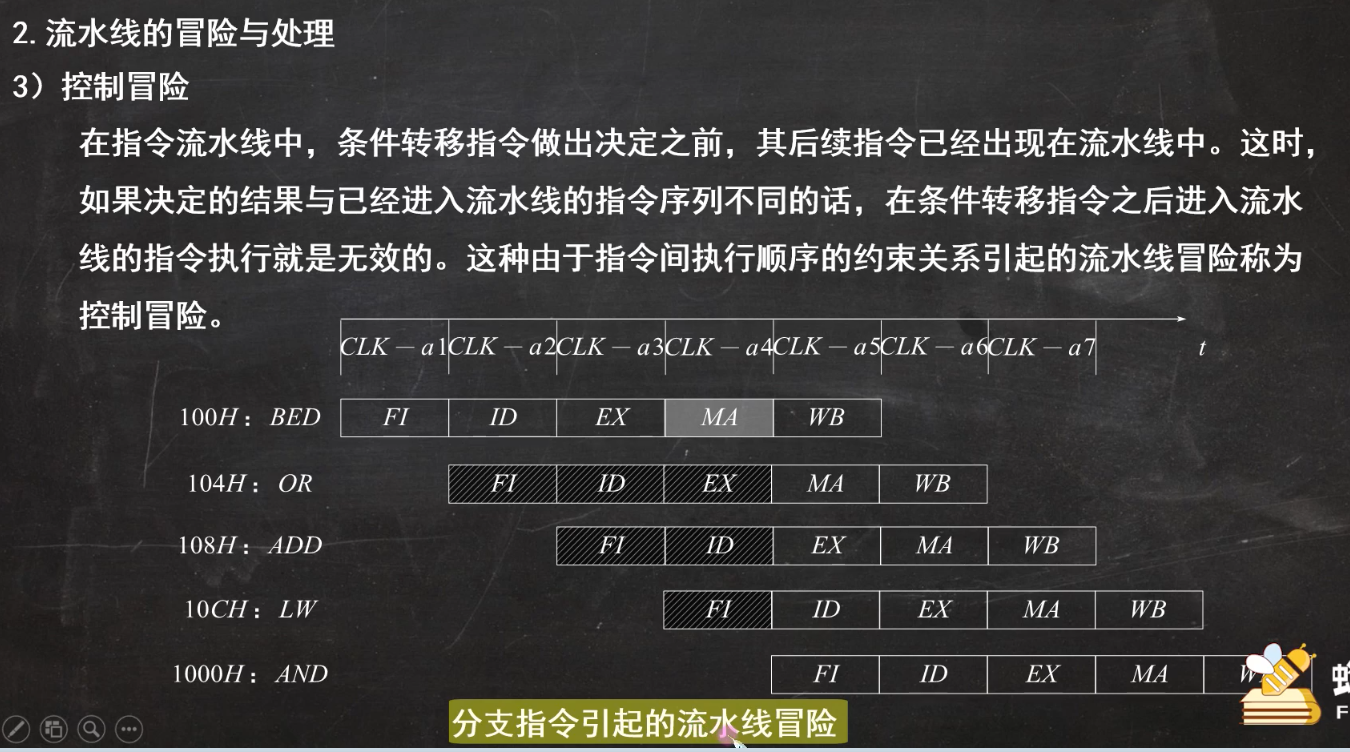 2. 流水线的冒险与处理
3）控制冒险
在指令流水线中，条件转移指令做出决定之前，其后续指令已经出现在流水线中。这时，
如果决定的结果与已经进入流水线的指令序列不同的话，在条件转移指令之后进入流水
线的指令执行就是无效的。这种由于指令间执行顺序的约束关系引起的流水线冒险称为
控制冒险。
CLK－a1 CLK－a2 CLK－a3 CLK－a4 CLK－a5 CLK－a6 CLK－a7 t
100H：BED FI ID EX MA WB
104H：OR FI ID EX MA WB
108H：ADD FI ID EX MA WB
10CH：LW FI ID EX MA WB
1000H：AND FI ID EX MA W
分支指令引起的流水线冒险
F